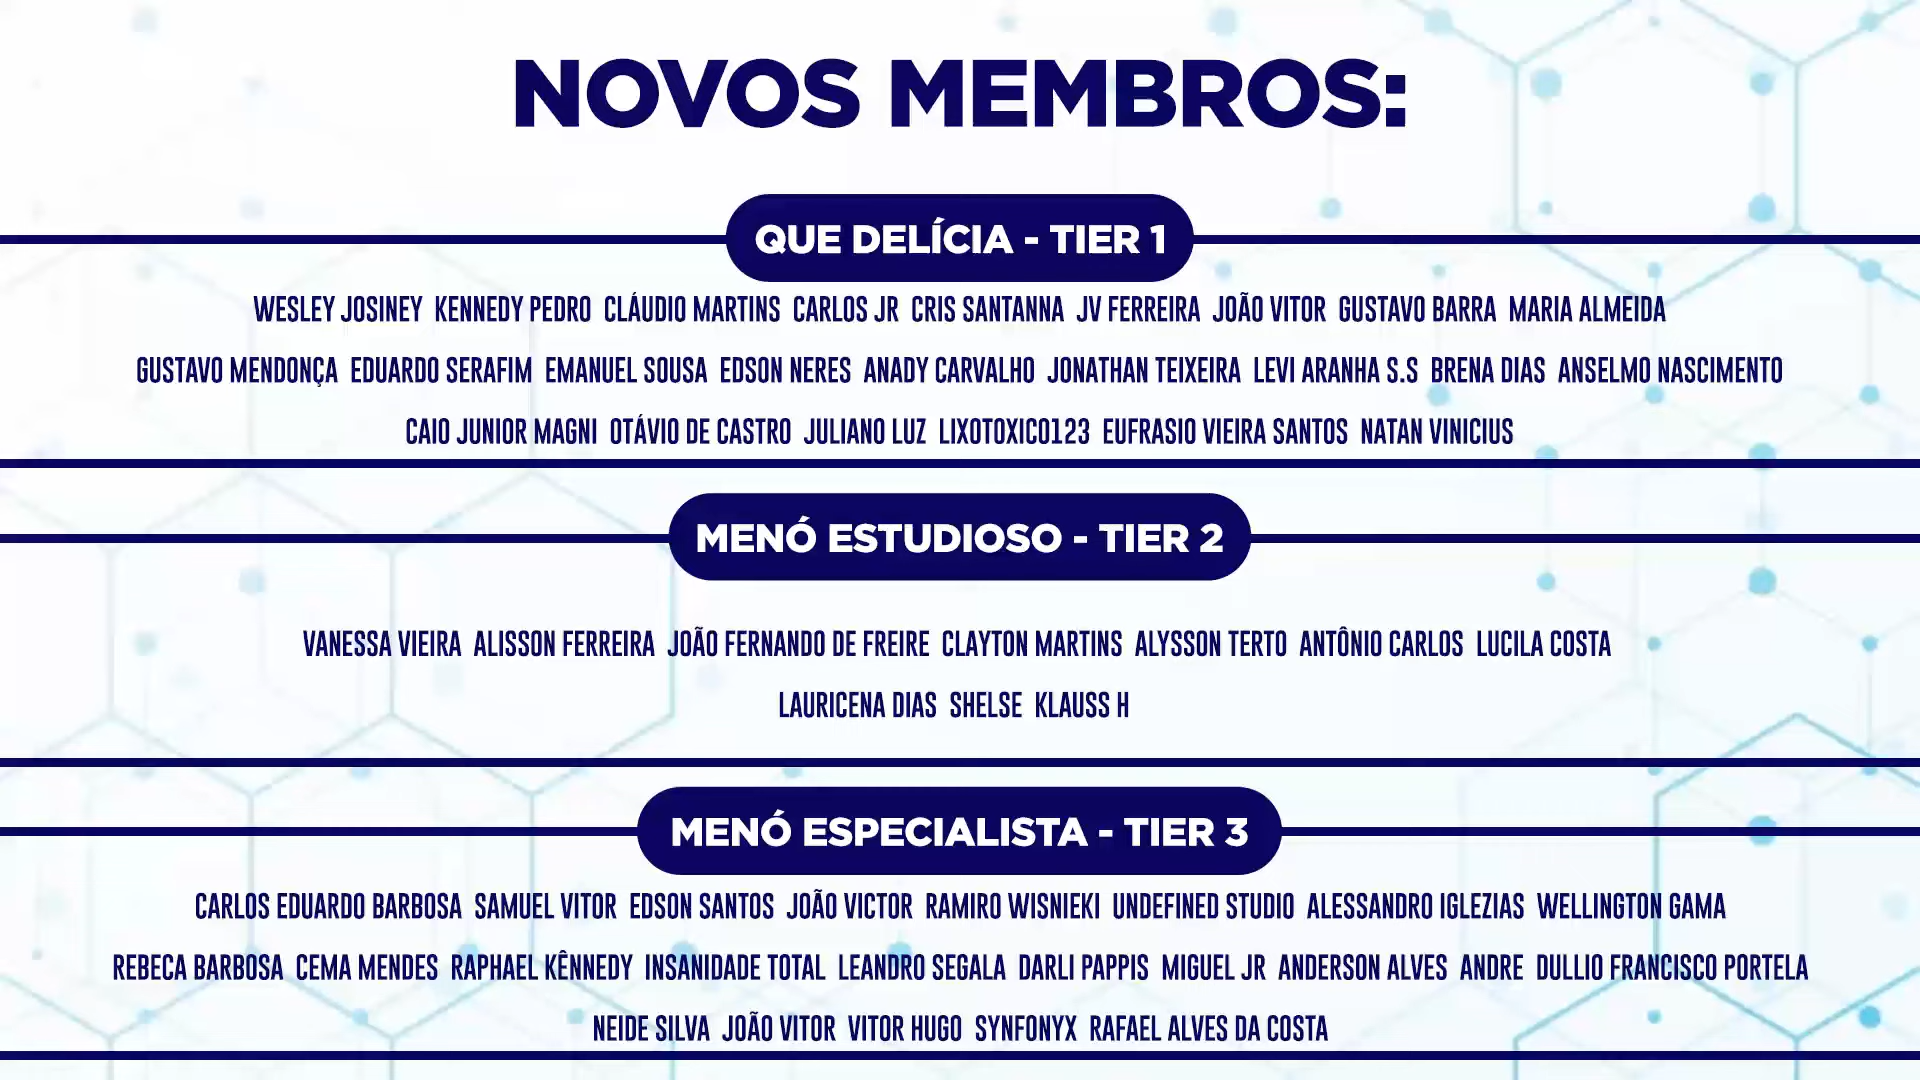 NOVOS MEMBROS:
QUE DELÍCIA - TIER 1
WESLEY JOSINEY KENNEDY PEDRO CLÁUDIO MARTINS CARLOS JR CRIS SANTANNA JV FERREIRA JOÃO VITOR GUSTAVO BARRA MARIA ALMEIDA
GUSTAVO MENDONÇA EDUARDO SERAFIM EMANUEL SOUSA EDSON NERES ANADY CARVALHO JONATHAN TEIXEIRA LEVI ARANHA S.S BRENA DIAS ANSELMO NASCIMENTO
CAIO JUNIOR MAGNI OTÁVIO DE CASTRO JULIANO LUZ LIXOTOXICO123 EUFRASIO VIEIRA SANTOS NATAN VINICIUS
MENÓ ESTUDIOSO - TIER 2
VANESSA VIEIRA ALISSON FERREIRA JOÃO FERNANDO DE FREIRE CLAYTON MARTINS ALYSSON TERTO ANTÔNIO CARLOS LUCILA COSTA
LAURICENA DIAS SHELSE KLAUSS H
MENÓ ESPECIALISTA - TIER 3
CARLOS EDUARDO BARBOSA SAMUEL VITOR EDSON SANTOS JOÃO VICTOR RAMIRO WISNIEKI UNDEFINED STUDIO ALESSANDRO IGLEZIAS WELLINGTON GAMA
REBECA BARBOSA CEMA MENDES RAPHAEL KÊNNEDY INSANIDADE TOTAL LEANDRO SEGALA DARLI PAPPIS MIGUEL JR ANDERSON ALVES ANDRE DULLIO FRANCISCO PORTELA
NEIDE SILVA JOÃO VITOR VITOR HUGO SYNFONYX RAFAEL ALVES DA COSTA